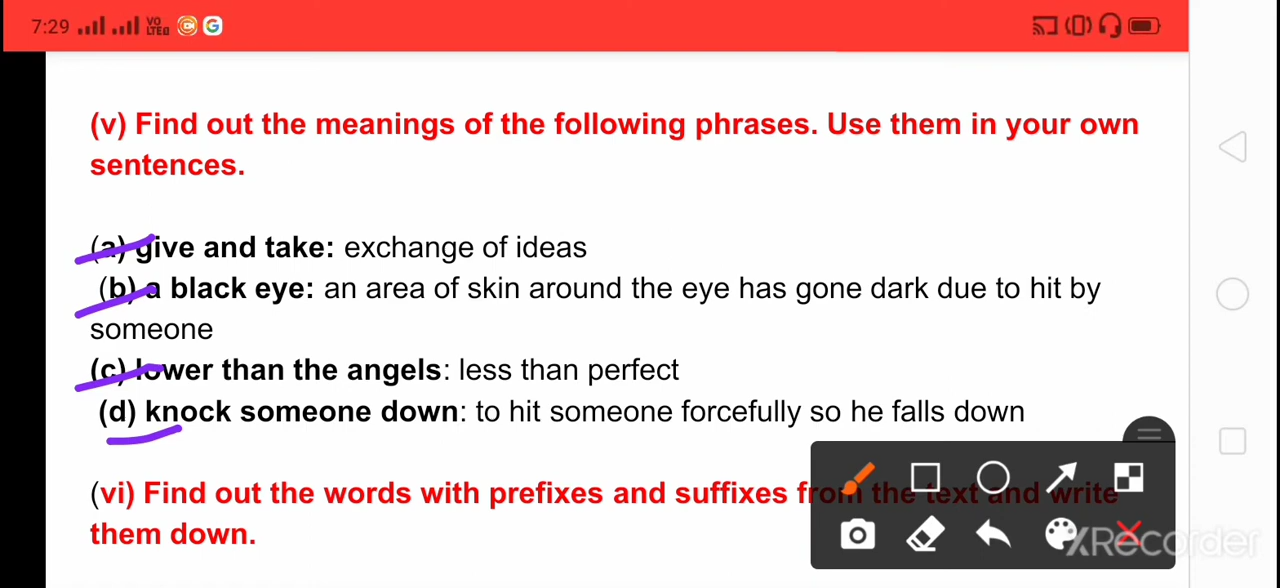 7:29 VO LTE
(v) Find out the meanings of the following phrases. Use them in your own
sentences.
(a) give and take: exchange of ideas
(b) a black eye: an area of skin around the eye has gone dark due to hit by
someone
(c) lower than the angels: less than perfect
(d) knock someone down: to hit someone forcefully so he falls down
(vi) Find out the words with prefixes and suffixes from the text and write
them down.
XRecorder